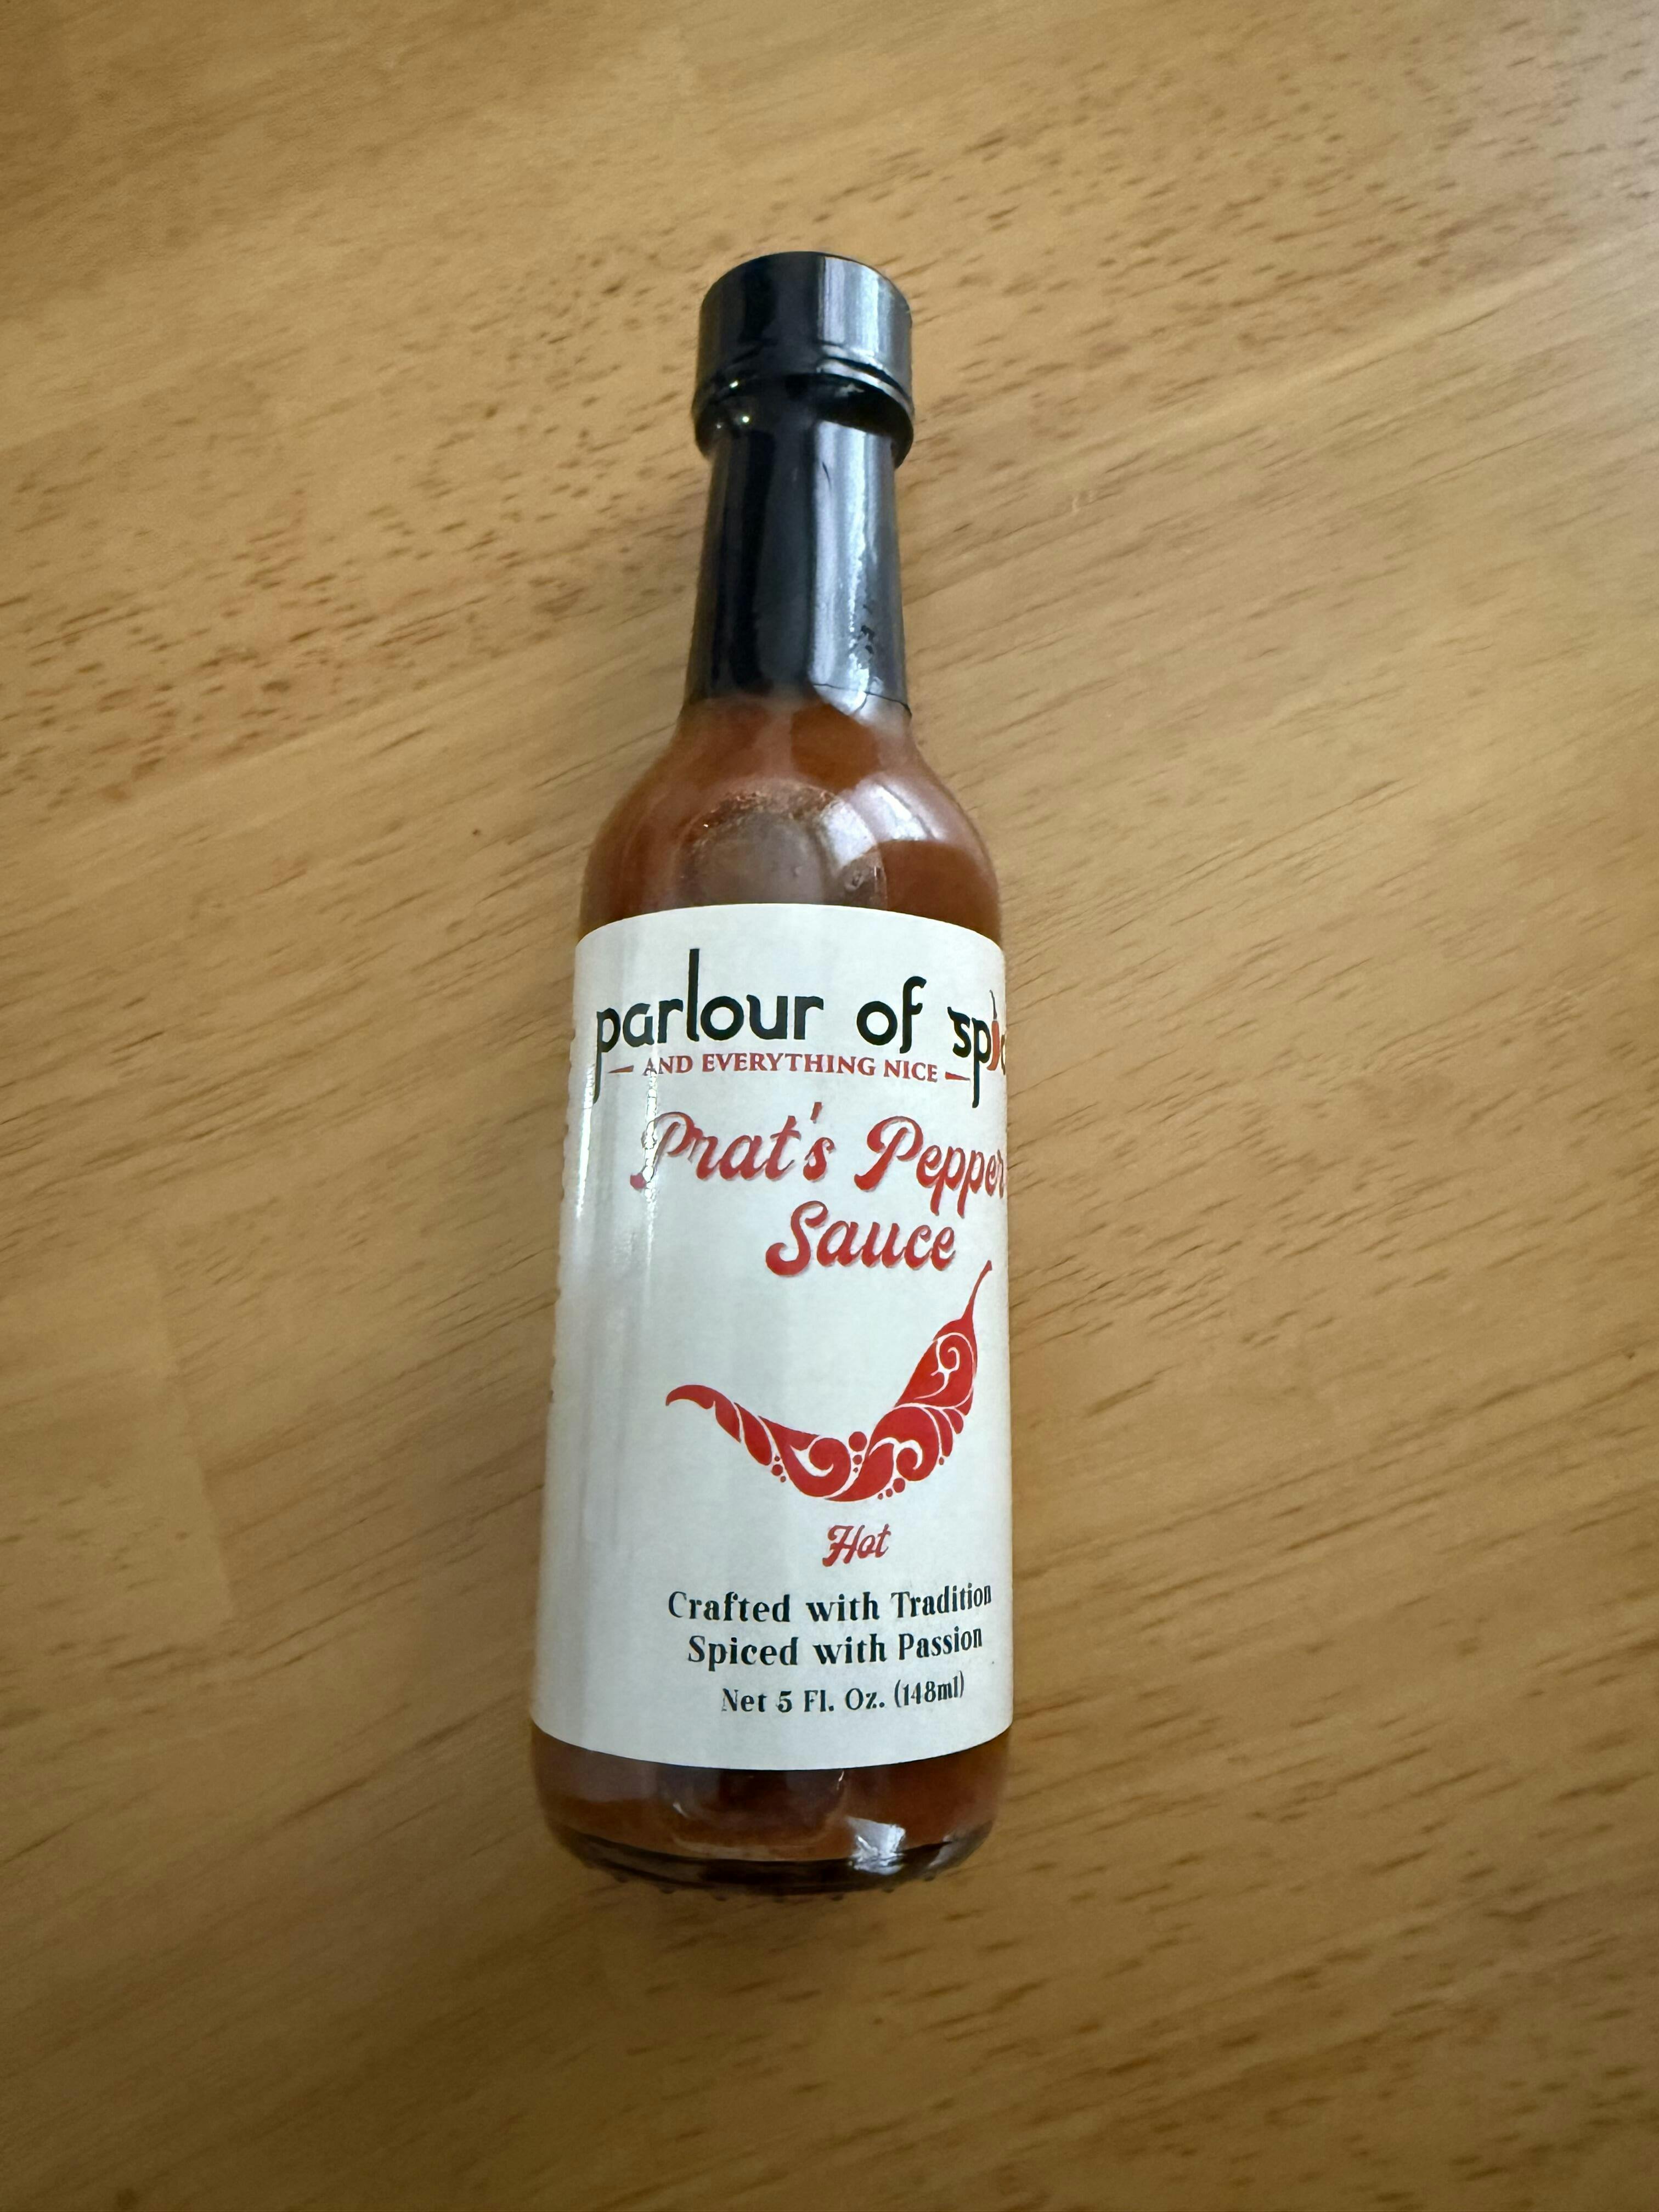 parlour of spic
AND EVERYTHING NICE
Prat's Pepper
Sauce
Hot
Crafted with Tradition
Spiced with Passion
Net 5 Fl. Oz. (148ml)